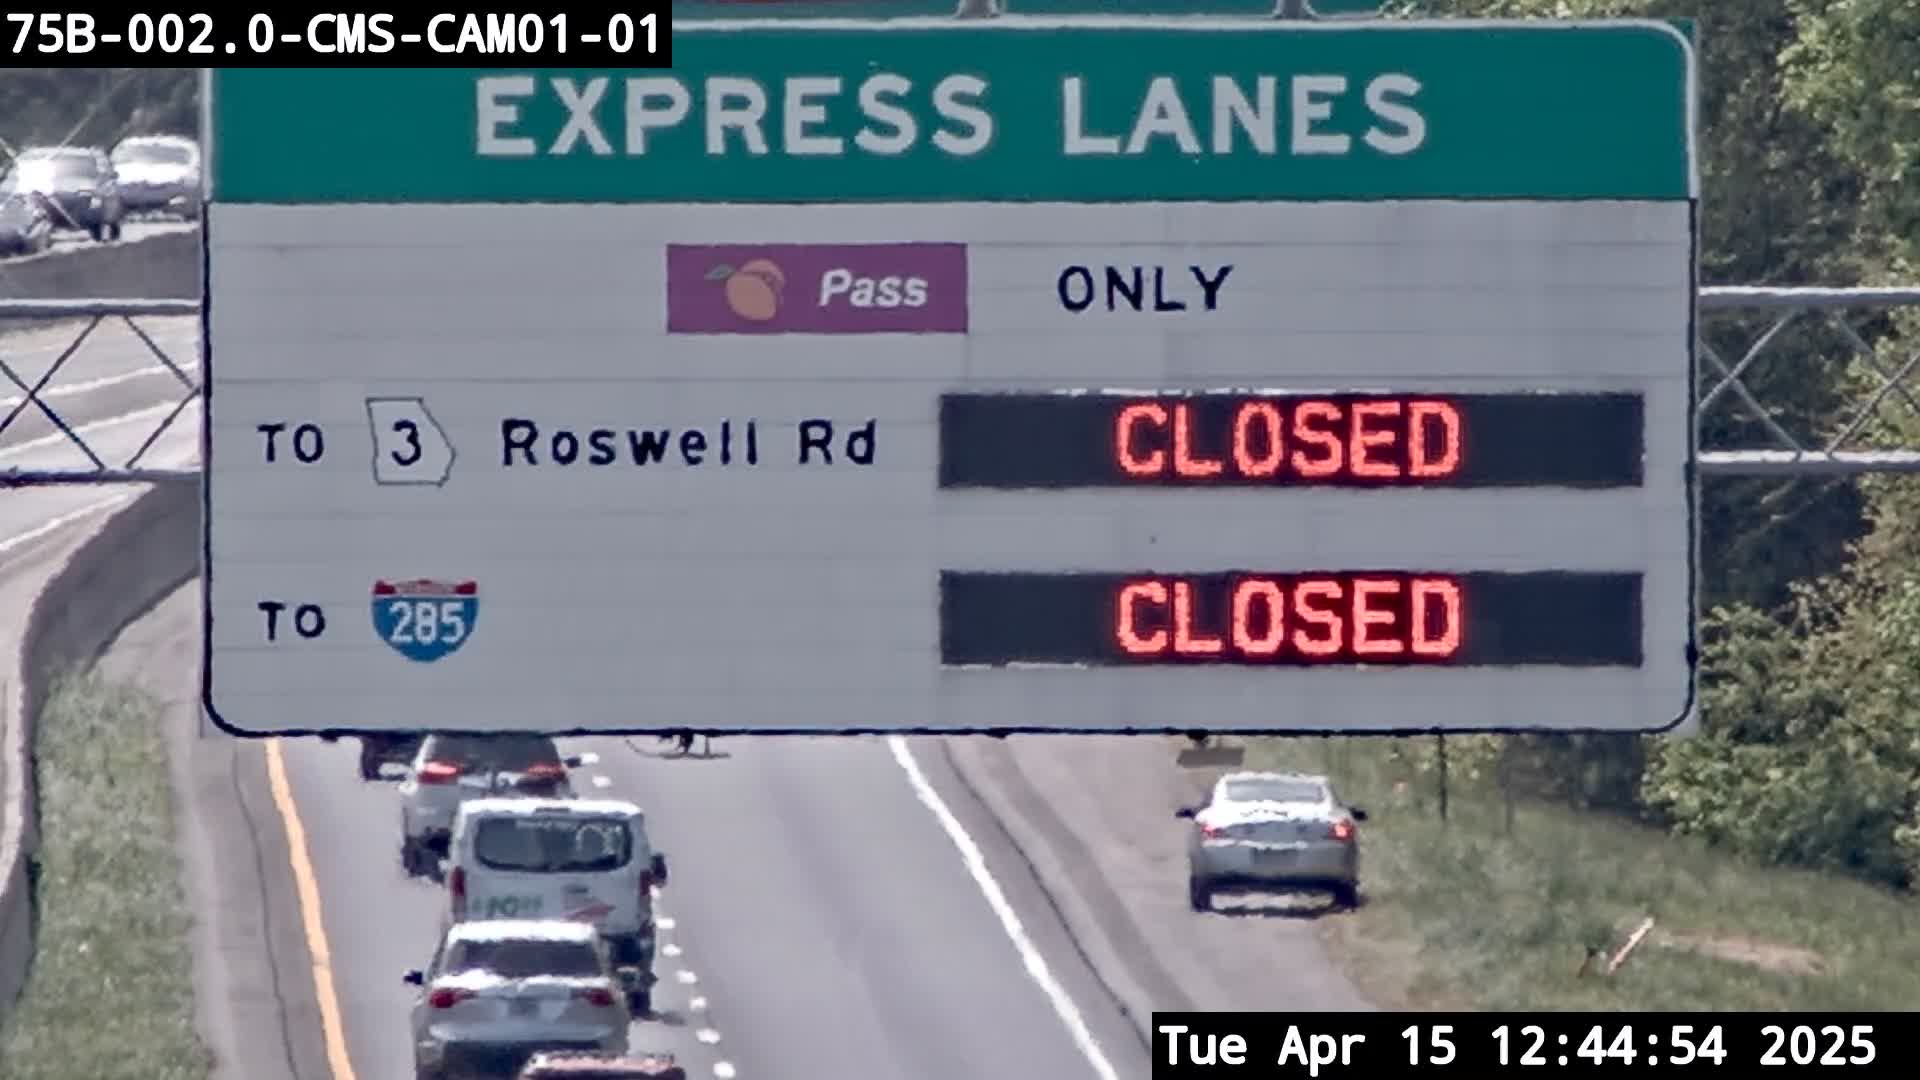 75B-002.0-CMS-CAM01-01
EXPRESS LANES
Pass ONLY
TO 3 Roswell Rd CLOSED
TO 285 CLOSED
Tue Apr 15 12:44:54 2025